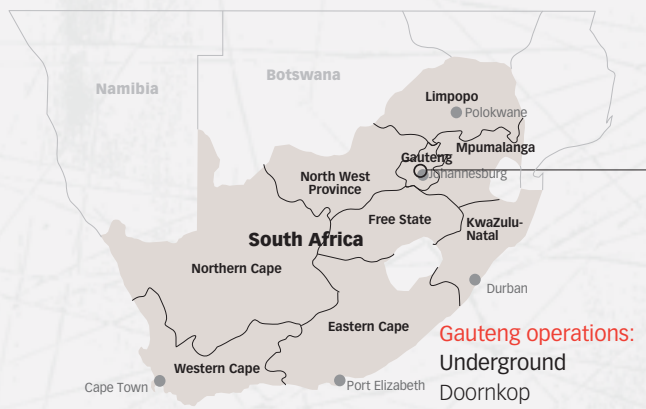 Botswana
Namibia
Limpopo
Polokwane
Mpumalanga
Gauteng
Johannesburg
North West
Province
Free State
KwaZulu-
Natal
South Africa
Northern Cape
Durban
Eastern Cape
Gauteng operations:
Underground
Western Cape
Cape Town
Port Elizabeth
Doornkop